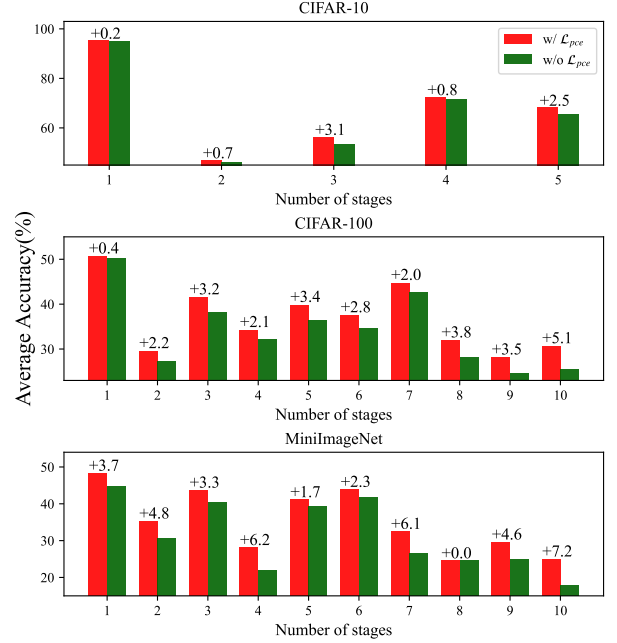 CIFAR-10
100
80
60
+0.2
+0.7
+3.1
+0.8
+2.5
w/ ℒpce
w/o ℒpce
1 2 3 4 5
Number of stages
Average Accuracy(%)
CIFAR-100
50
40
30
+0.4
+2.2
+3.2
+2.1
+3.4
+2.8
+2.0
+3.8
+3.5
+5.1
1 2 3 4 5 6 7 8 9 10
Number of stages
MiniImageNet
50
40
30
20
+3.7
+4.8
+3.3
+6.2
+1.7
+2.3
+6.1
+0.0
+4.6
+7.2
1 2 3 4 5 6 7 8 9 10
Number of stages